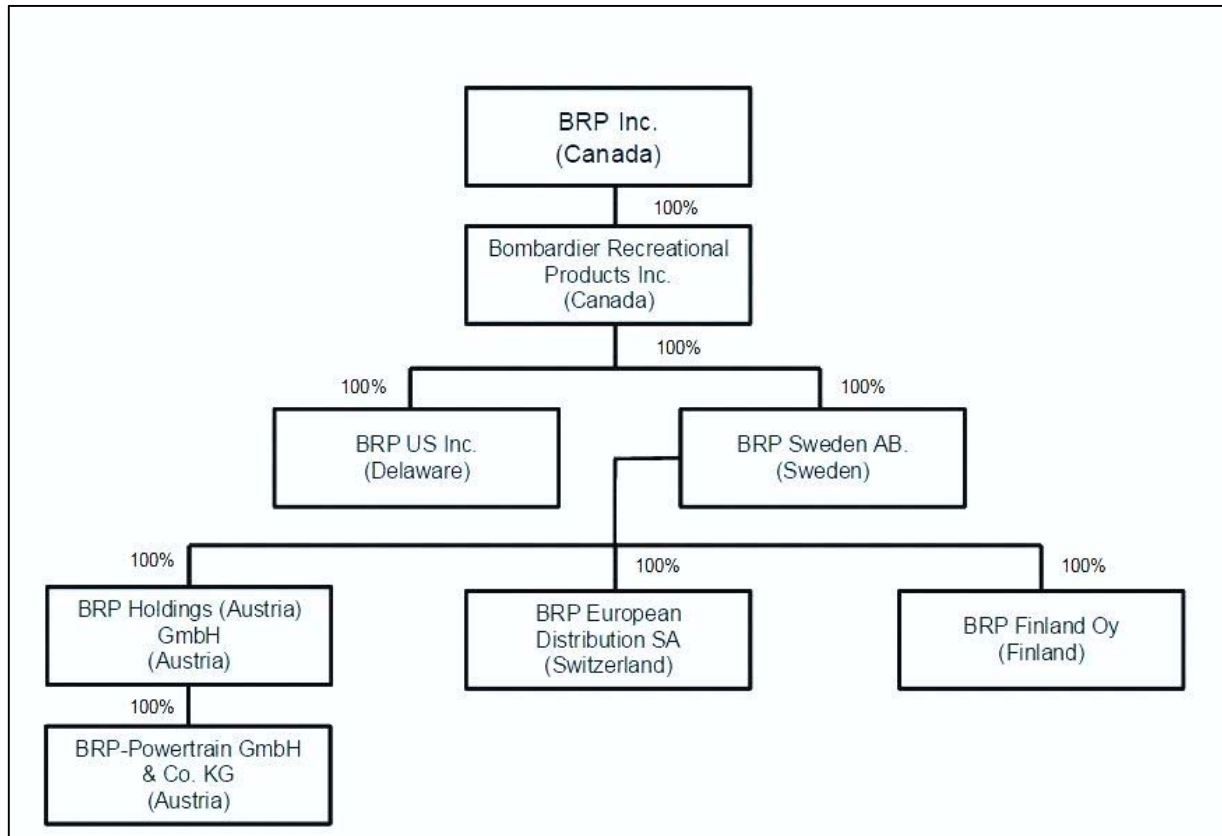 BRP Inc.
(Canada)
100%
Bombardier Recreational
Products Inc.
(Canada)
100%
100%
100%
BRP US Inc.
(Delaware)
BRP Sweden AB.
(Sweden)
100%
100%
100%
BRP Holdings (Austria)
GmbH
(Austria)
BRP European
Distribution SA
(Switzerland)
BRP Finland Oy
(Finland)
100%
BRP-Powertrain GmbH
& Co. KG
(Austria)